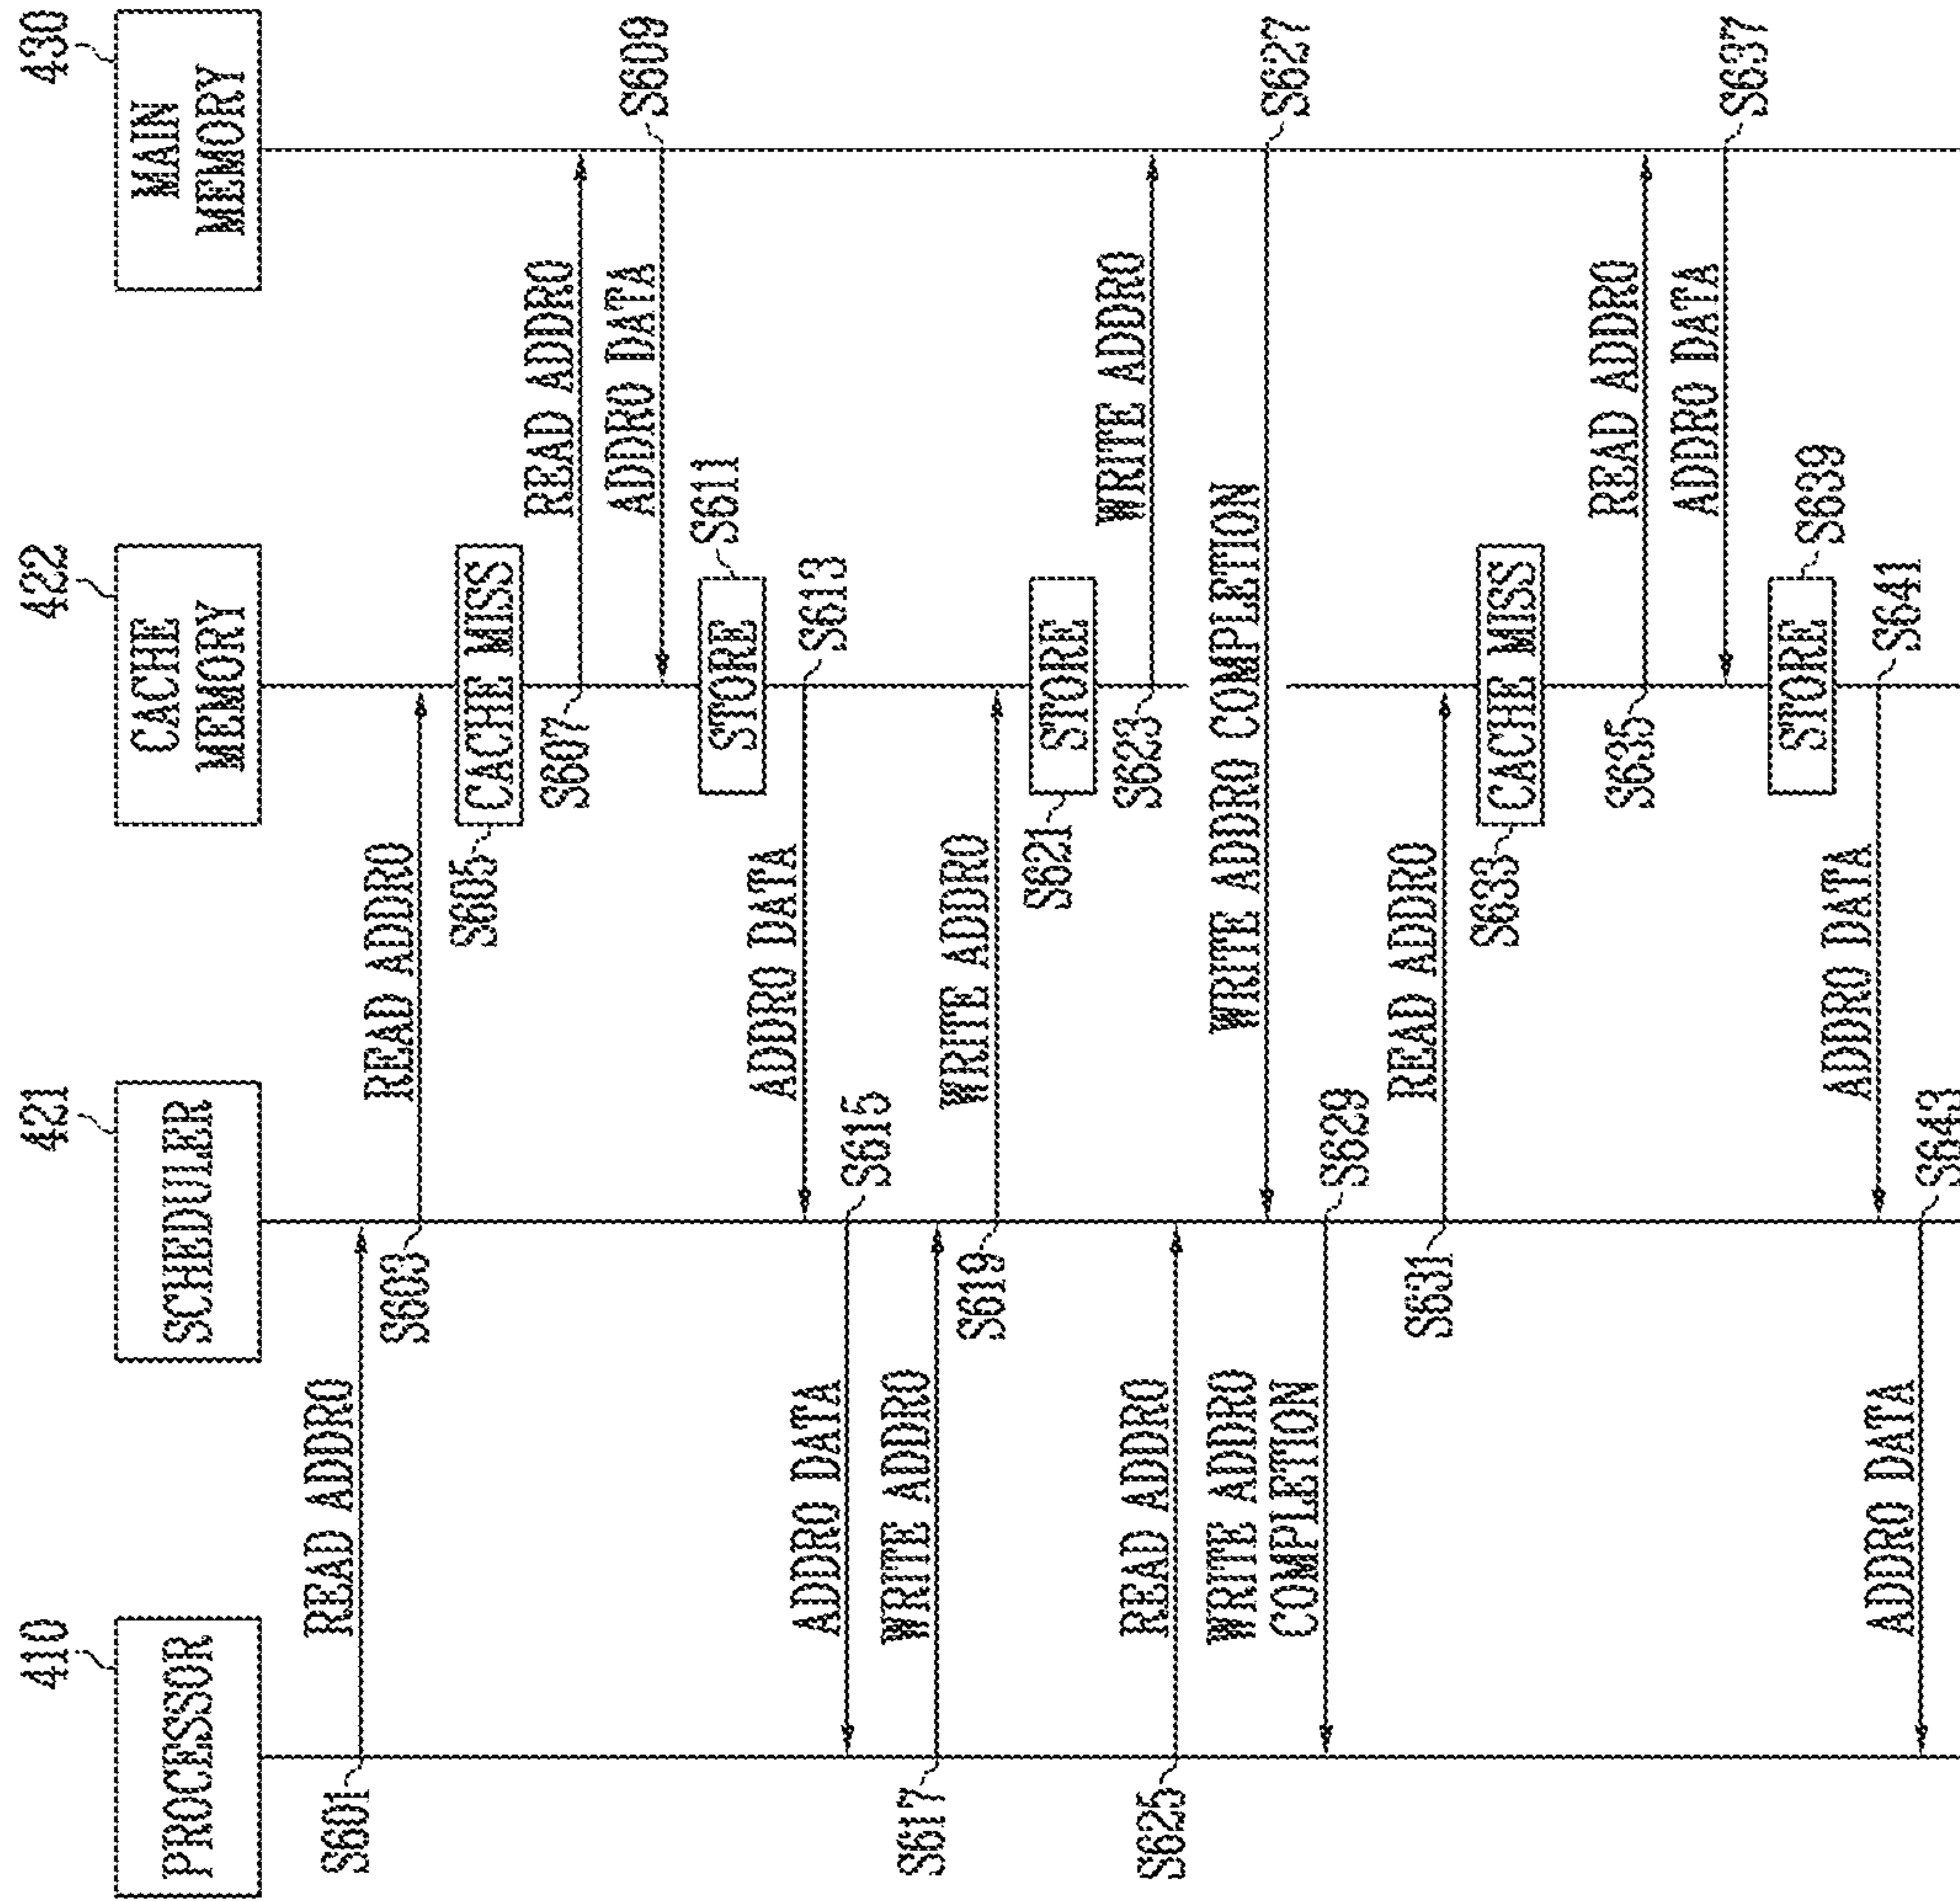 410
PROCESSOR
421
SCHEDULER
422
CACHE
MEMORY
430
MAIN
MEMORY
S601
READ ADDR0
S603
READ ADDR0
S605
CACHE MISS
S607
READ ADDR0
ADDR0 DATA
S609
STORE
S611
ADDR0 DATA
S613
ADDR0 DATA
S615
S617
WRITE ADDR0
S619
WRITE ADDR0
S621
STORE
S623
WRITE ADDR0
S625
READ ADDR0
WRITE ADDR0 COMPLETION
S627
WRITE ADDR0
COMPLETION
S629
S631
READ ADDR0
S633
CACHE MISS
S635
READ ADDR0
ADDR0 DATA
S637
STORE
S639
ADDR0 DATA
S641
ADDR0 DATA
S643